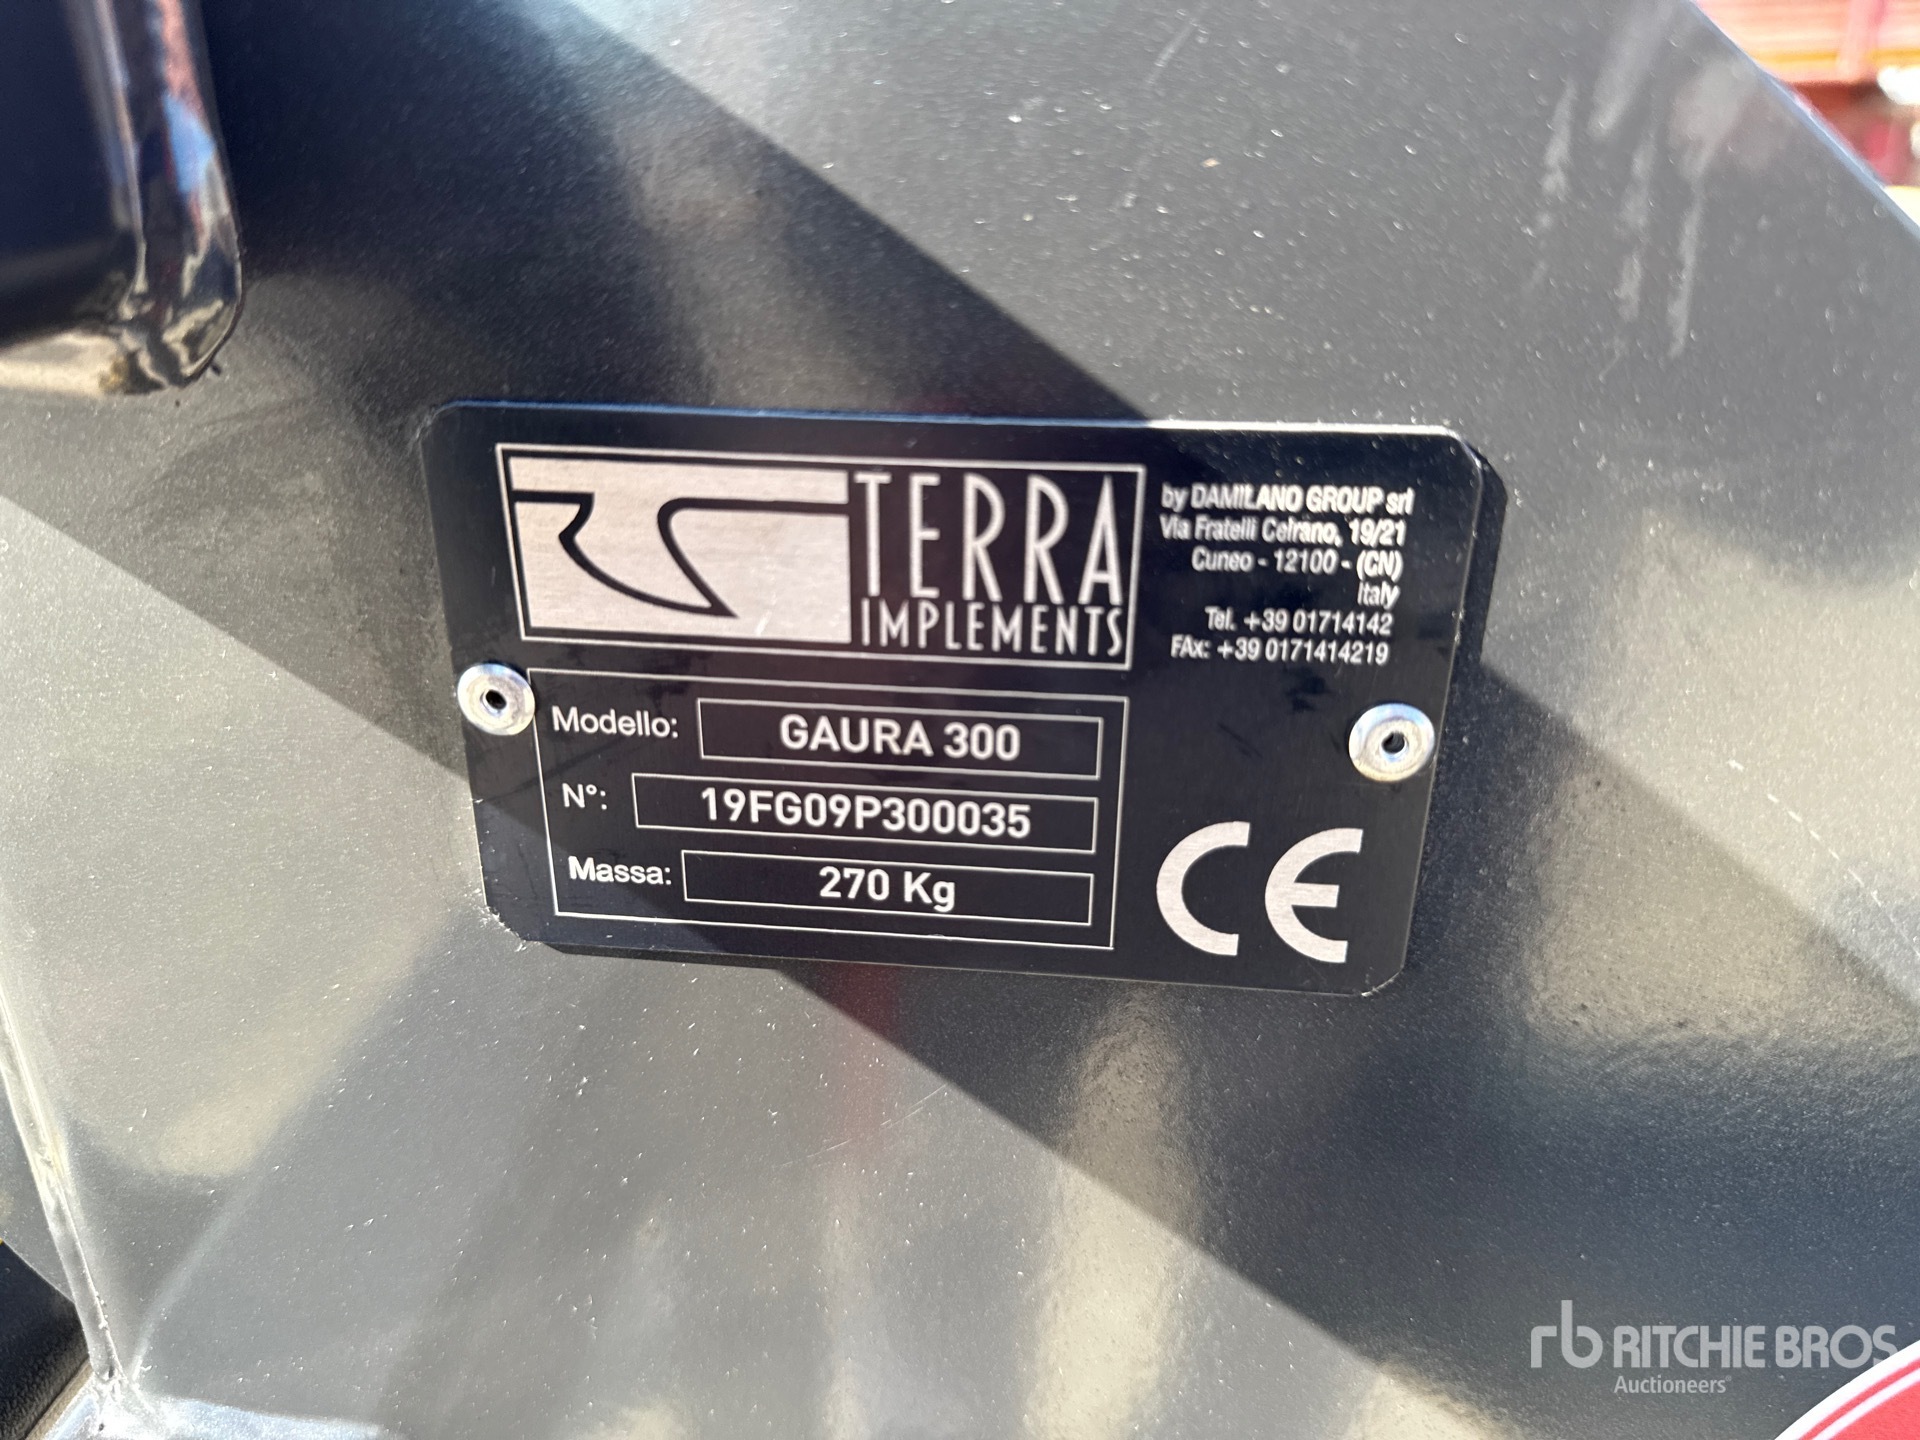 TERRA
IMPLEMENTS
by DAMILANO GROUP srl
Via Fratelli Ceirano, 19/21
Cuneo - 12100 - (CN)
Italy
Tel. +39 01714142
FAx: +39 0171414219
Modello: GAURA 300
N°: 19FG09P300035
Massa: 270 Kg
CE
rb RITCHIE BROS
Auctioneers